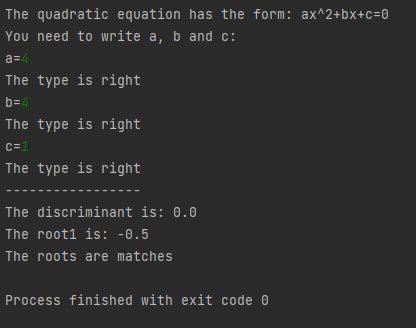 The quadratic equation has the form: ax^2+bx+c=0
You need to write a, b and c:
a=4
The type is right
b=4
The type is right
c=1
The type is right
-----------------
The discriminant is: 0.0
The root1 is: -0.5
The roots are matches
Process finished with exit code 0